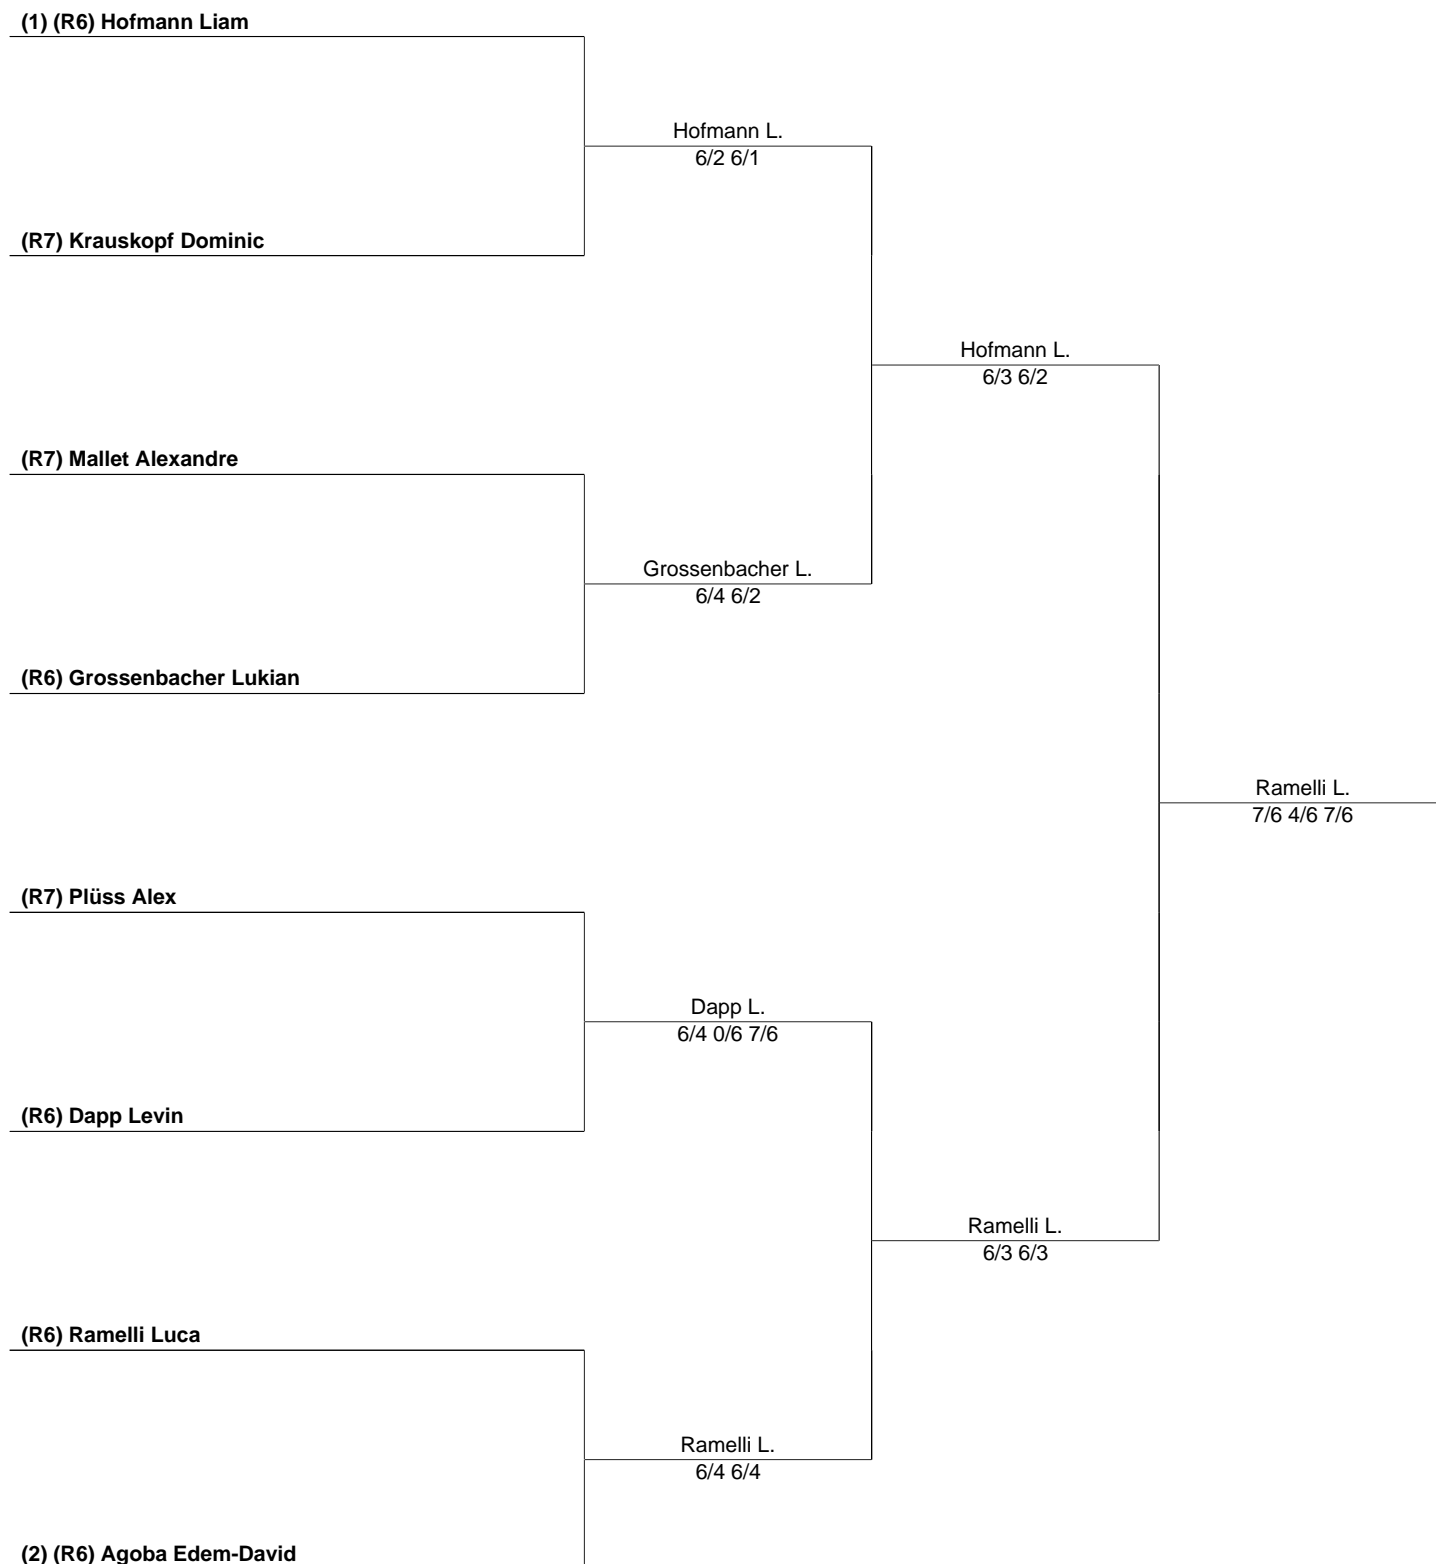 (1) (R6) Hofmann Liam
Hofmann L.
6/2 6/1
(R7) Krauskopf Dominic
Hofmann L.
6/3 6/2
(R7) Mallet Alexandre
Grossenbacher L.
6/4 6/2
(R6) Grossenbacher Lukian
Ramelli L.
7/6 4/6 7/6
(R7) Plüss Alex
Dapp L.
6/4 0/6 7/6
(R6) Dapp Levin
Ramelli L.
6/3 6/3
(R6) Ramelli Luca
Ramelli L.
6/4 6/4
(2) (R6) Agoba Edem-David